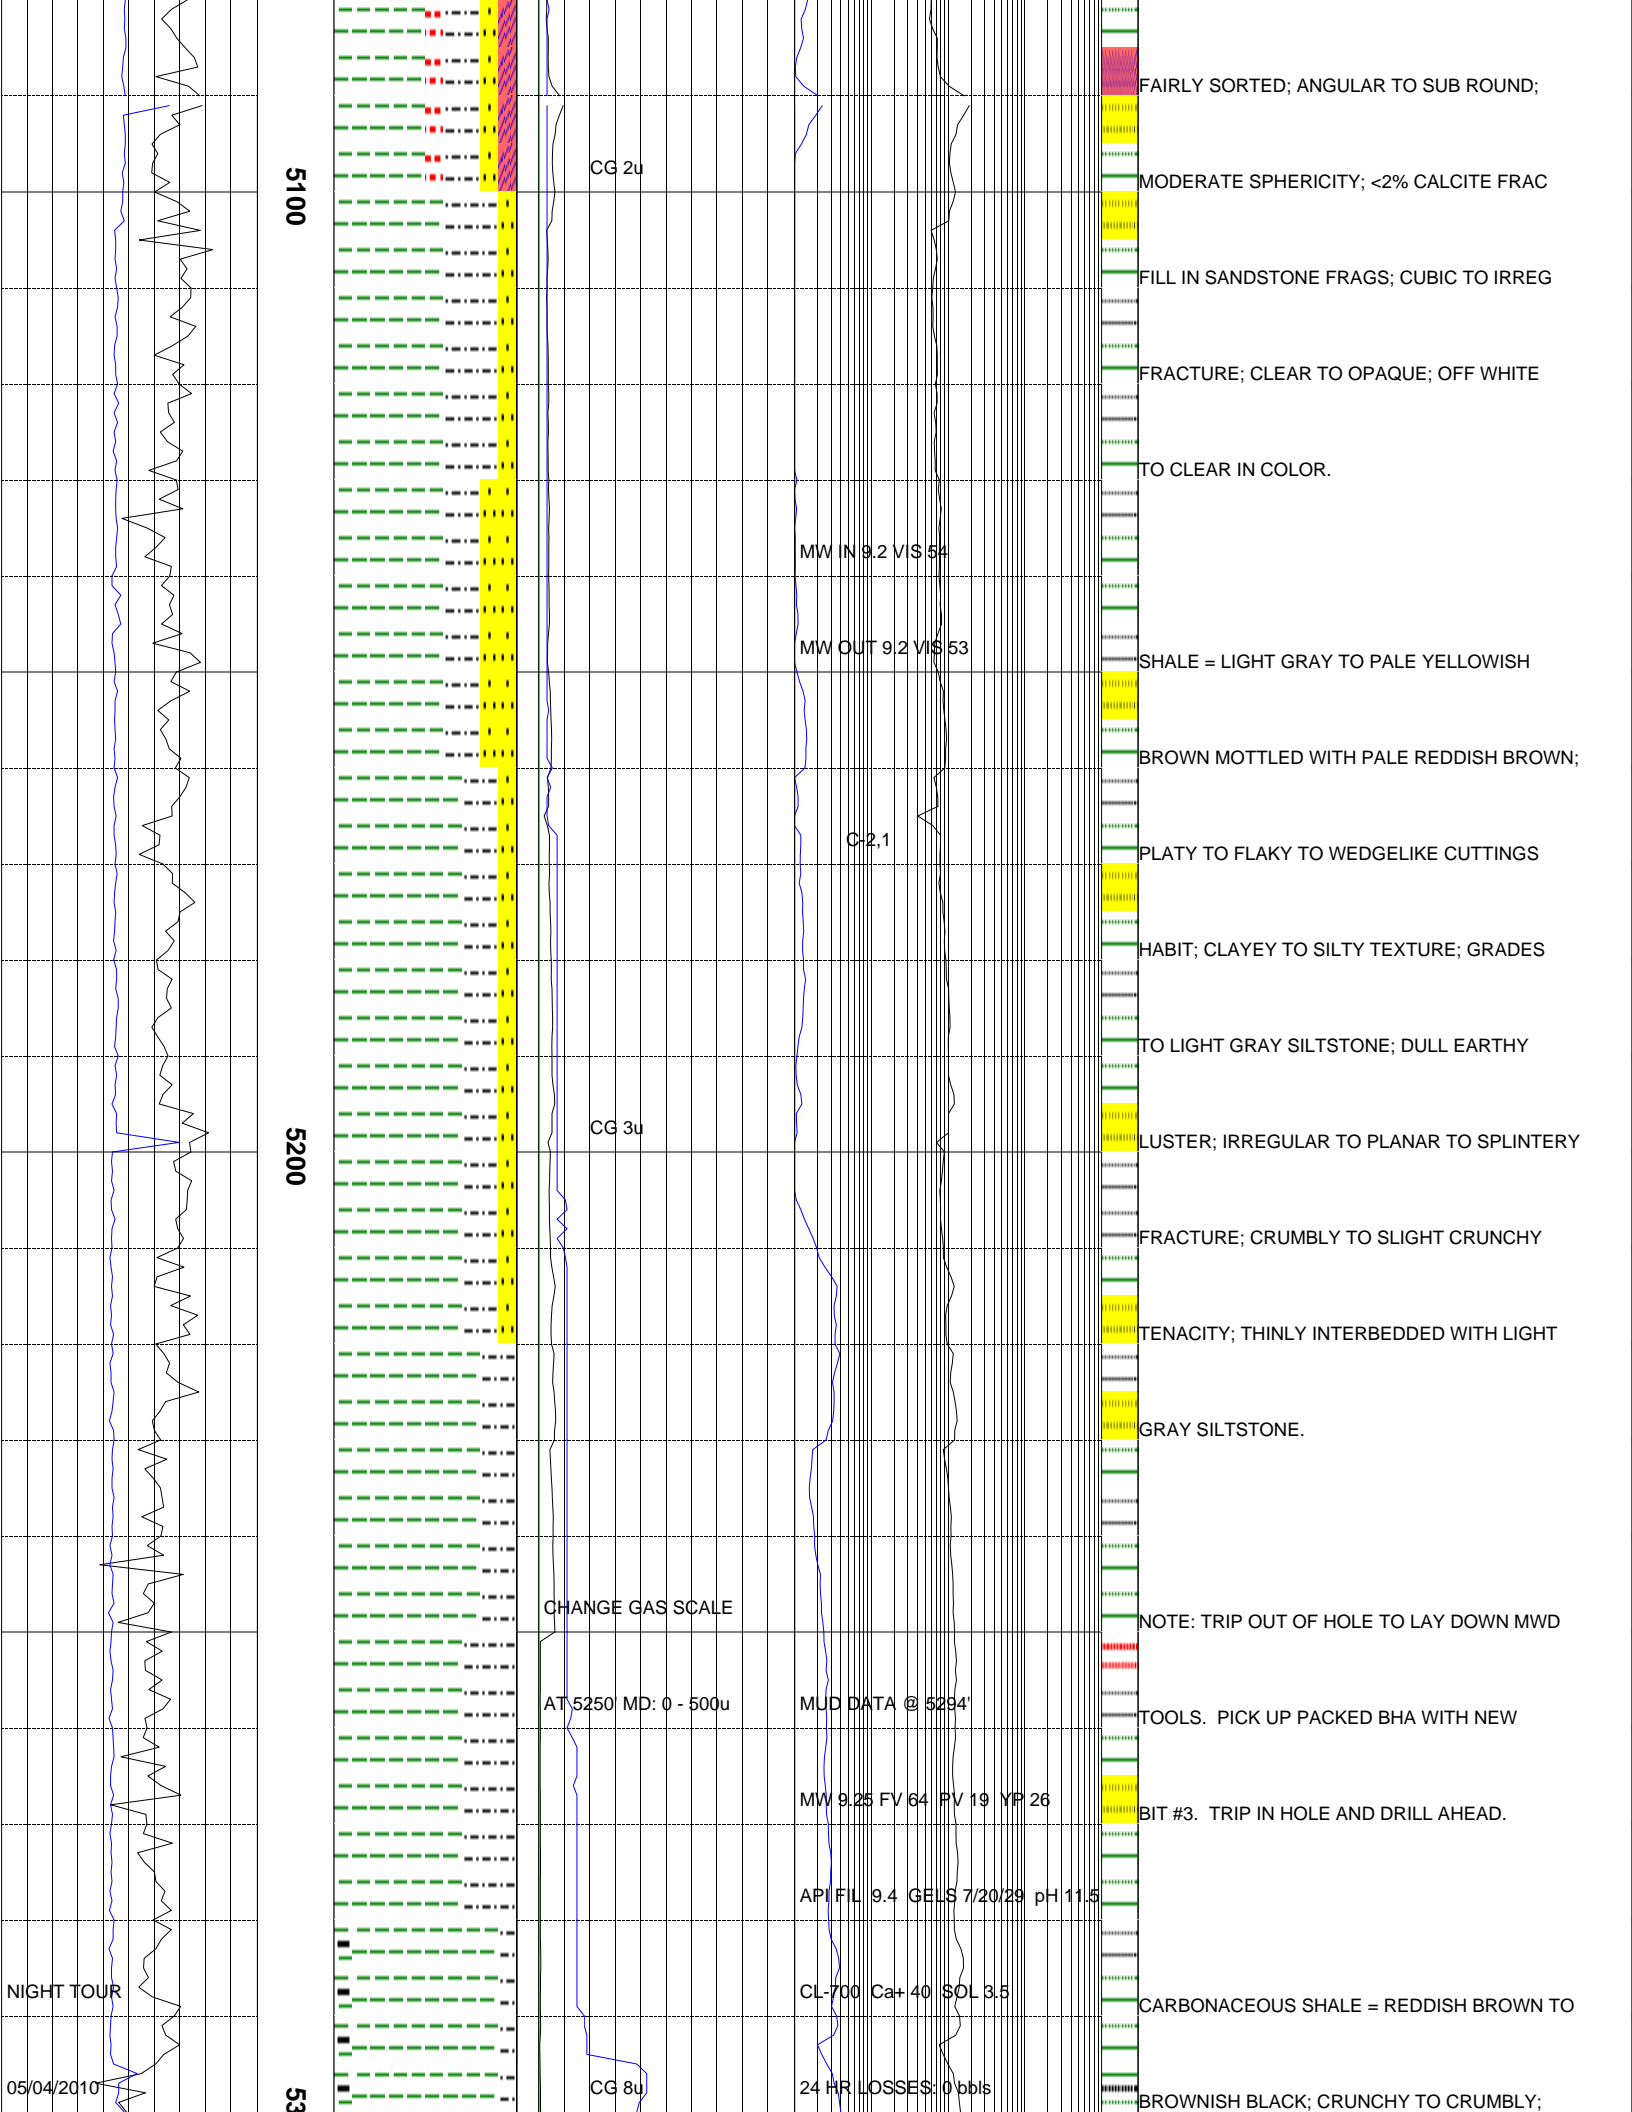 FAIRLY SORTED; ANGULAR TO SUB ROUND;
CG 2u
5100
MODERATE SPHERICITY; <2% CALCITE FRAC
FILL IN SANDSTONE FRAGS; CUBIC TO IRREG
FRACTURE; CLEAR TO OPAQUE; OFF WHITE
TO CLEAR IN COLOR.
MW IN 9.2 VIS 54
MW OUT 9.2 VIS 53
SHALE = LIGHT GRAY TO PALE YELLOWISH
BROWN MOTTLED WITH PALE REDDISH BROWN;
C-2,1
PLATY TO FLAKY TO WEDGELIKE CUTTINGS
HABIT; CLAYEY TO SILTY TEXTURE; GRADES
TO LIGHT GRAY SILTSTONE; DULL EARTHY
CG 3u
5200
LUSTER; IRREGULAR TO PLANAR TO SPLINTERY
FRACTURE; CRUMBLY TO SLIGHT CRUNCHY
TENACITY; THINLY INTERBEDDED WITH LIGHT
GRAY SILTSTONE.
CHANGE GAS SCALE
NOTE: TRIP OUT OF HOLE TO LAY DOWN MWD
AT 5250' MD: 0 - 500u
MUD DATA @ 5294'
TOOLS.  PICK UP PACKED BHA WITH NEW
MW 9.25 FV 64  PV 19  YP 26
BIT #3.  TRIP IN HOLE AND DRILL AHEAD.
API FIL  9.4  GELS 7/20/29  pH 11.5
NIGHT TOUR
CL-700  Ca+ 40  SOL 3.5
CARBONACEOUS SHALE = REDDISH BROWN TO
05/04/2010
CG 8u
24 HR LOSSES: 0 bbls
53
BROWNISH BLACK; CRUNCHY TO CRUMBLY;